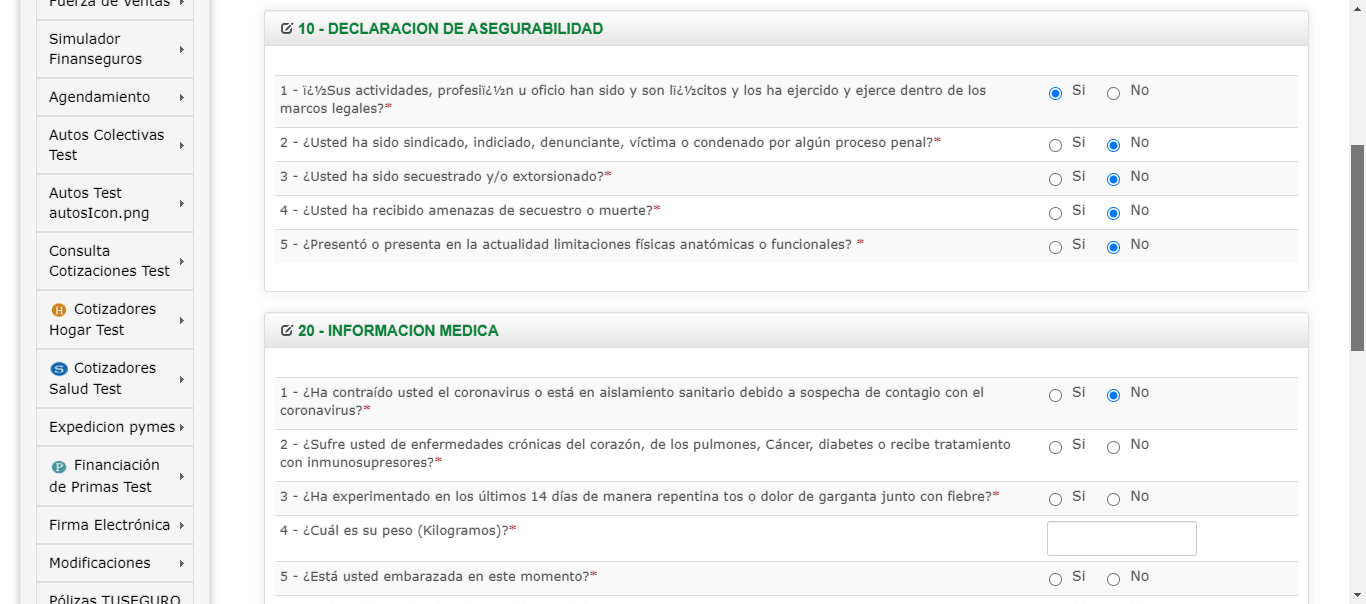 Fuerza de Ventas
Simulador
Finanseguros
Agendamiento
Autos Colectivas
Test
Autos Test
autosIcon.png
Consulta
Cotizaciones Test
H Cotizadores
Hogar Test
S Cotizadores
Salud Test
Expedicion pymes
P Financiación
de Primas Test
Firma Electrónica
Modificaciones
Pólizas TUSEGURO
10 - DECLARACION DE ASEGURABILIDAD
1 - ï¿½Sus actividades, profesiï¿½n u oficio han sido y son lï¿½citos y los ha ejercido y ejerce dentro de los
marcos legales?* Si No
2 - ¿Usted ha sido sindicado, indiciado, denunciante, víctima o condenado por algún proceso penal?* Si No
3 - ¿Usted ha sido secuestrado y/o extorsionado?* Si No
4 - ¿Usted ha recibido amenazas de secuestro o muerte?* Si No
5 - ¿Presentó o presenta en la actualidad limitaciones físicas anatómicas o funcionales? * Si No
20 - INFORMACION MEDICA
1 - ¿Ha contraído usted el coronavirus o está en aislamiento sanitario debido a sospecha de contagio con el
coronavirus?* Si No
2 - ¿Sufre usted de enfermedades crónicas del corazón, de los pulmones, Cáncer, diabetes o recibe tratamiento
con inmunosupresores?* Si No
3 - ¿Ha experimentado en los últimos 14 días de manera repentina tos o dolor de garganta junto con fiebre?* Si No
4 - ¿Cuál es su peso (Kilogramos)?*
5 - ¿Está usted embarazada en este momento?* Si No